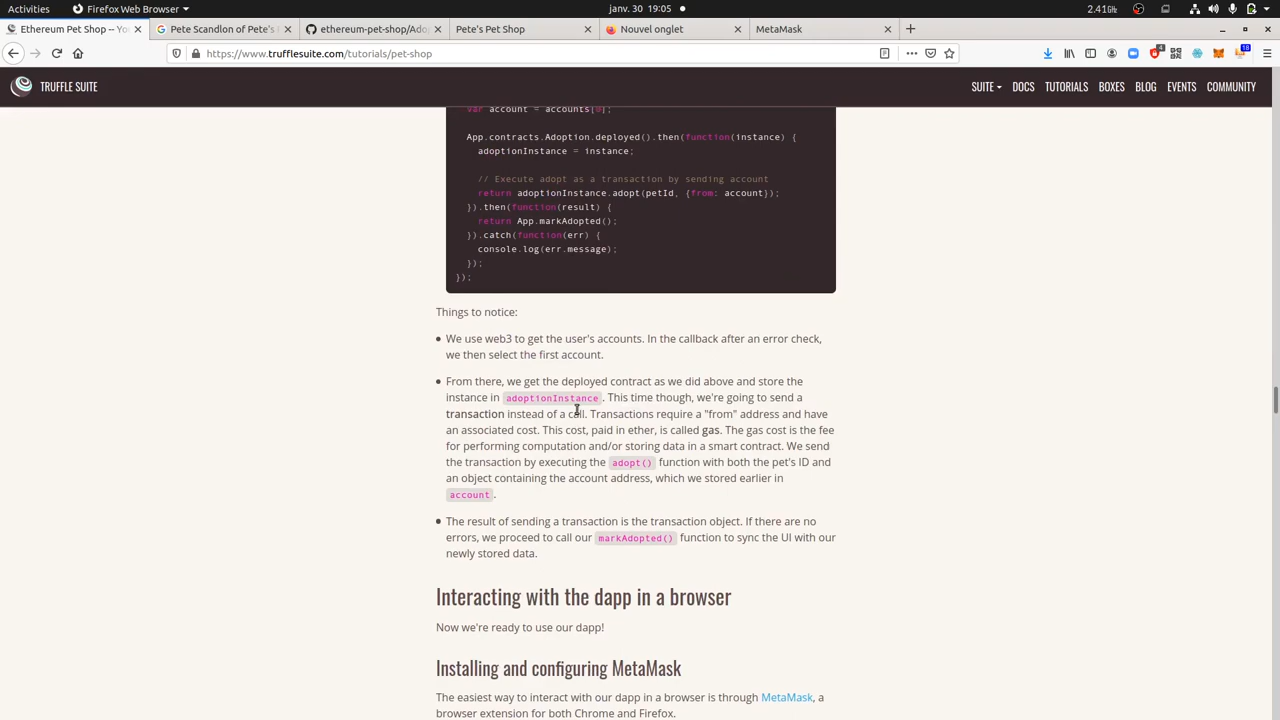 Activities
Firefox Web Browser
janv. 30 19:05
2.41 G
Ethereum Pet Shop -- Yo
Pete Scandlon of Pete's P
ethereum-pet-shop/Ado
Pete's Pet Shop
Nouvel onglet
MetaMask
https://www.trufflesuite.com/tutorials/pet-shop
4
18
TRUFFLE SUITE
SUITE
DOCS
TUTORIALS
BOXES
BLOG
EVENTS
COMMUNITY
var account = accounts[0];
App.contracts.Adoption.deployed().then(function(instance) {
adoptionInstance = instance;
// Execute adopt as a transaction by sending account
return adoptionInstance.adopt(petId, {from: account});
}).then(function(result) {
return App.markAdopted();
}).catch(function(err) {
console.log(err.message);
});
});
Things to notice:
We use web3 to get the user's accounts. In the callback after an error check,
we then select the first account.
From there, we get the deployed contract as we did above and store the
instance in adoptionInstance. This time though, we're going to send a
transaction instead of a call. Transactions require a "from" address and have
an associated cost. This cost, paid in ether, is called gas. The gas cost is the fee
for performing computation and/or storing data in a smart contract. We send
the transaction by executing the adopt() function with both the pet's ID and
an object containing the account address, which we stored earlier in
account.
The result of sending a transaction is the transaction object. If there are no
errors, we proceed to call our markAdopted() function to sync the UI with our
newly stored data.
Interacting with the dapp in a browser
Now we're ready to use our dapp!
Installing and configuring MetaMask
The easiest way to interact with our dapp in a browser is through MetaMask, a
browser extension for both Chrome and Firefox.